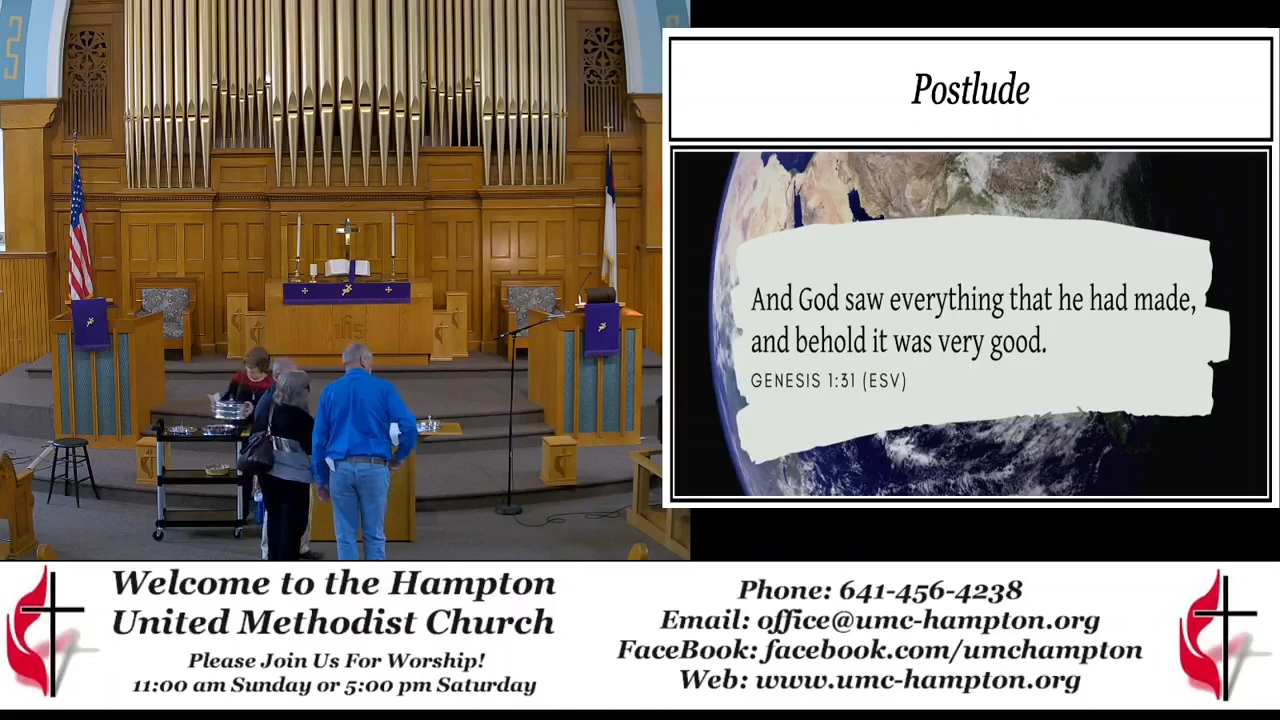 Postlude
And God saw everything that he had made,
and behold it was very good.
GENESIS 1:31 (ESV)
Welcome to the Hampton
United Methodist Church
Please Join Us For Worship!
11:00 am Sunday or 5:00 pm Saturday
Phone: 641-456-4238
Email: office@umc-hampton.org
FaceBook: facebook.com/umchampton
Web: www.umc-hampton.org